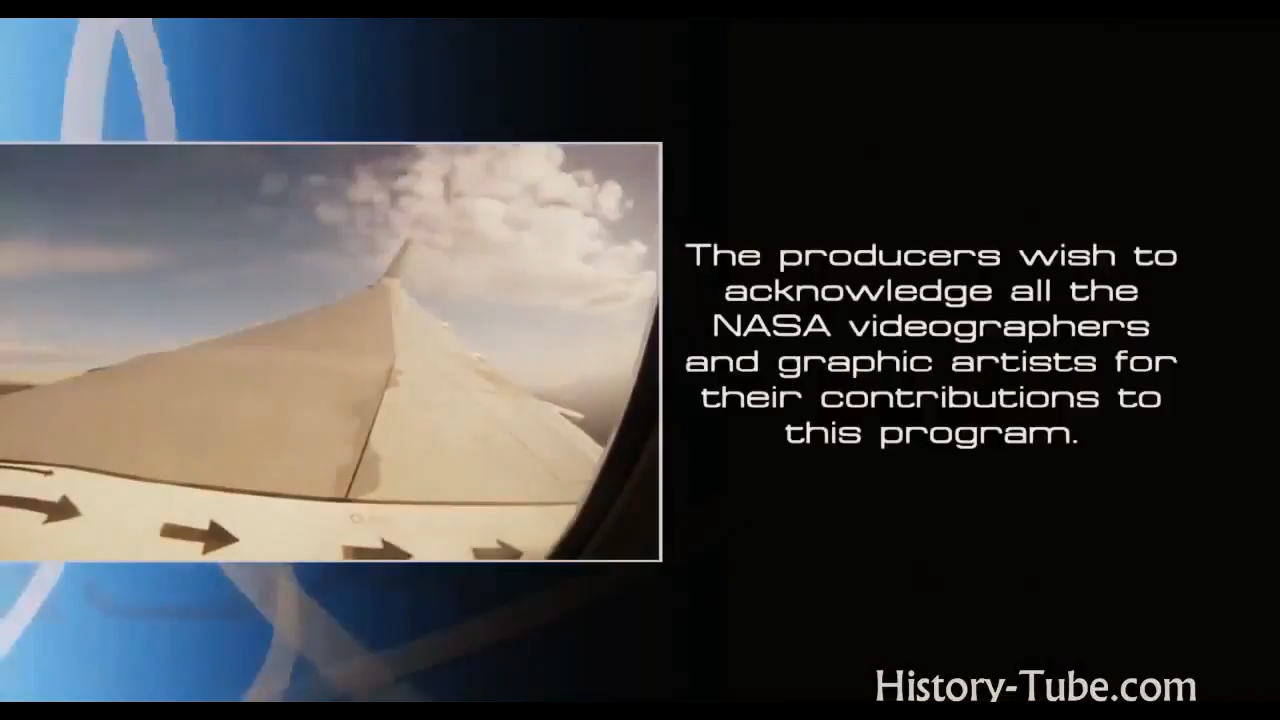 The producers wish to
acknowledge all the
NASA videographers
and graphic artists for
their contributions to
this program.
History-Tube.com